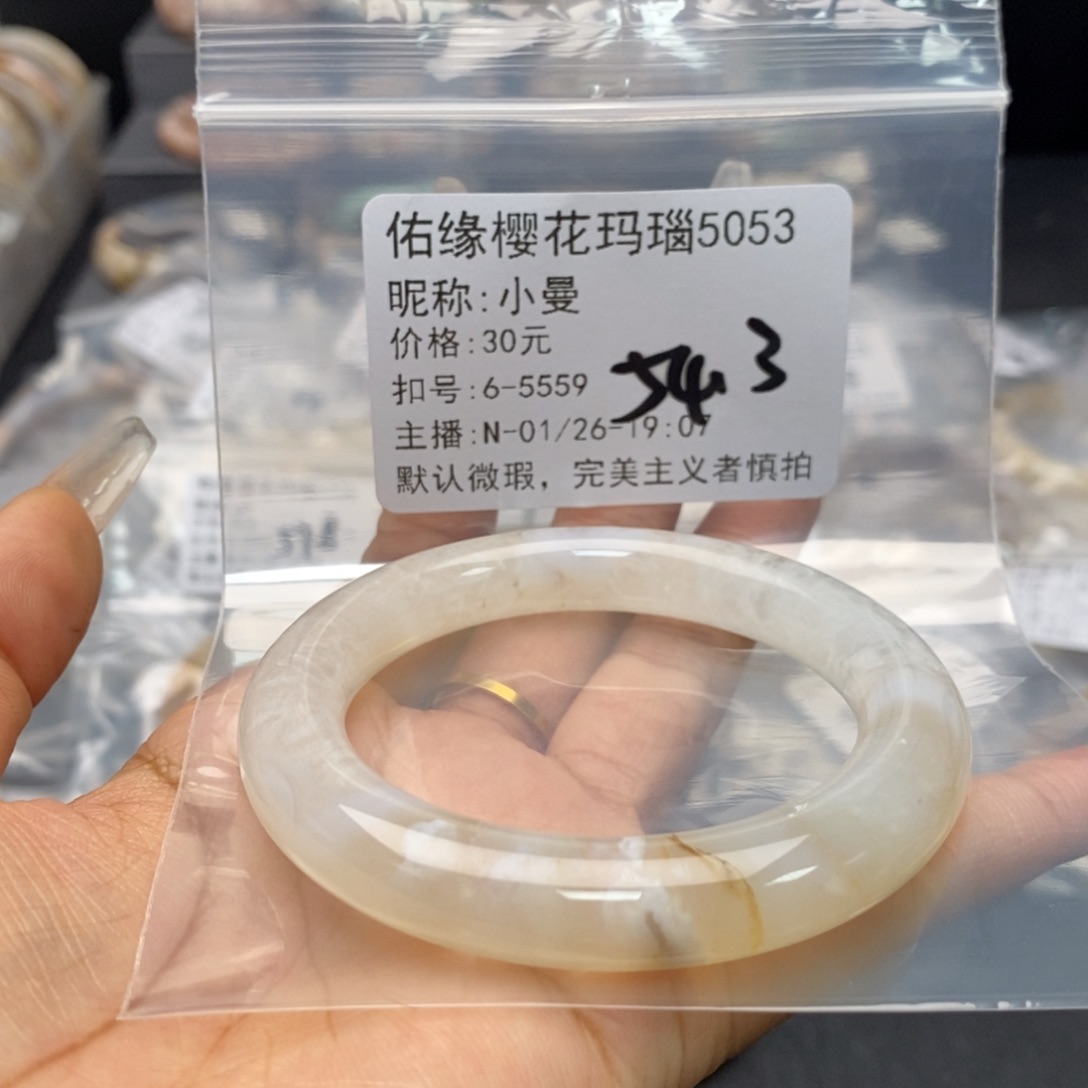 佑缘樱花玛瑙5053
昵称:小曼
价格:30元
扣号:6-5559
54.3
主播:N-01/26-19:07
默认微瑕，完美主义者慎拍